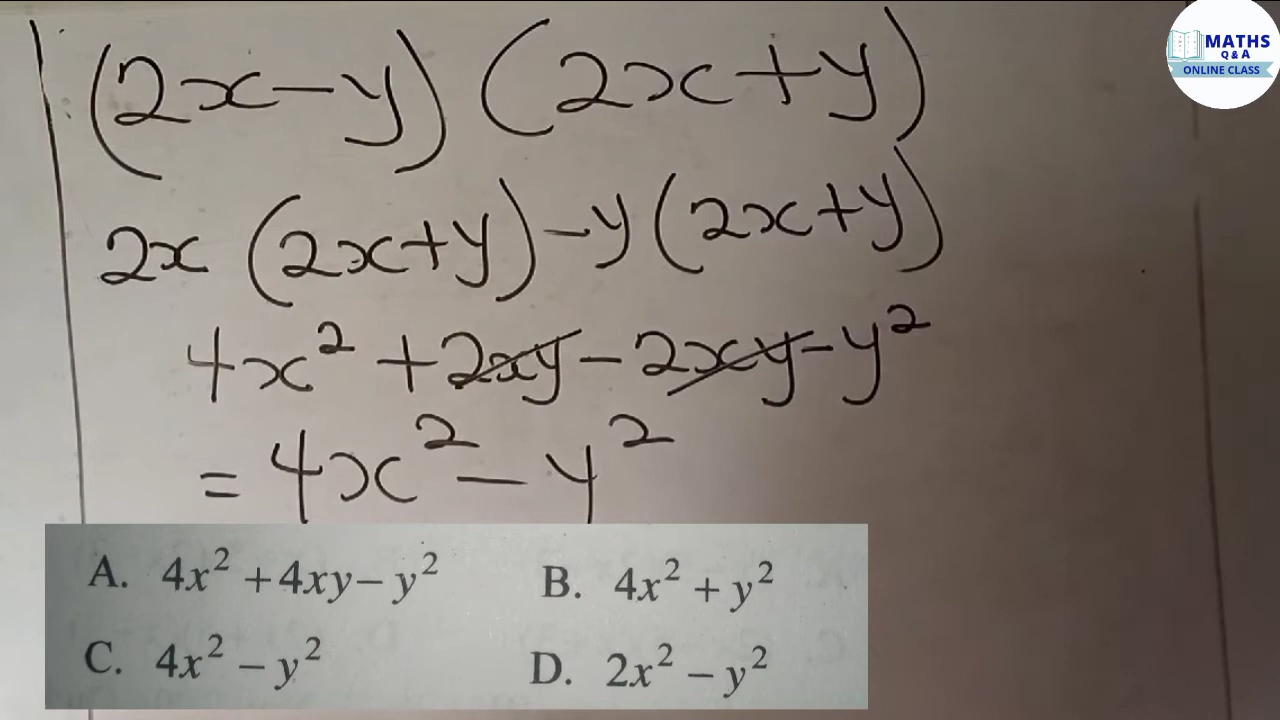 MATHS
Q & A
ONLINE CLASS
(2x-y) (2x+y)
2x (2x+y) -y (2x+y)
4x² +2xy -2xy -y²
= 4x² - y²
A. 4x² +4xy- y² B. 4x² + y²
C. 4x² - y² D. 2x² - y²